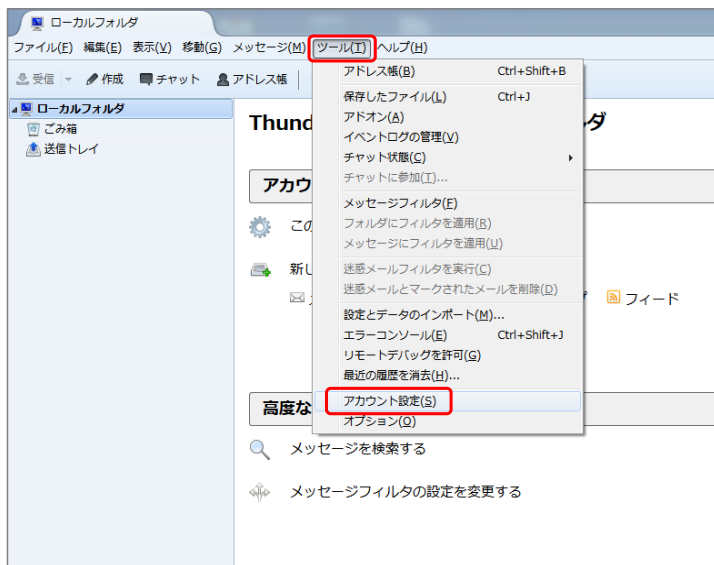 ローカルフォルダ
ファイル(F) 編集(E) 表示(V) 移動(G) メッセージ(M) ツール(T) ヘルプ(H)
受信 作成 チャット アドレス帳
ローカルフォルダ
ごみ箱
送信トレイ
Thund
ダ
アカウ
この
新し
フィード
高度な
メッセージを検索する
メッセージフィルタの設定を変更する
アドレス帳(B) Ctrl+Shift+B
保存したファイル(L) Ctrl+J
アドオン(A)
イベントログの管理(V)
チャット状態(C)
チャットに参加(T)...
メッセージフィルタ(F)
フォルダにフィルタを適用(R)
メッセージにフィルタを適用(U)
迷惑メールフィルタを実行(C)
迷惑メールとマークされたメールを削除(D)
設定とデータのインポート(M)...
エラーコンソール(E) Ctrl+Shift+J
リモートデバッグを許可(G)
最近の履歴を消去(H)...
アカウント設定(S)
オプション(O)